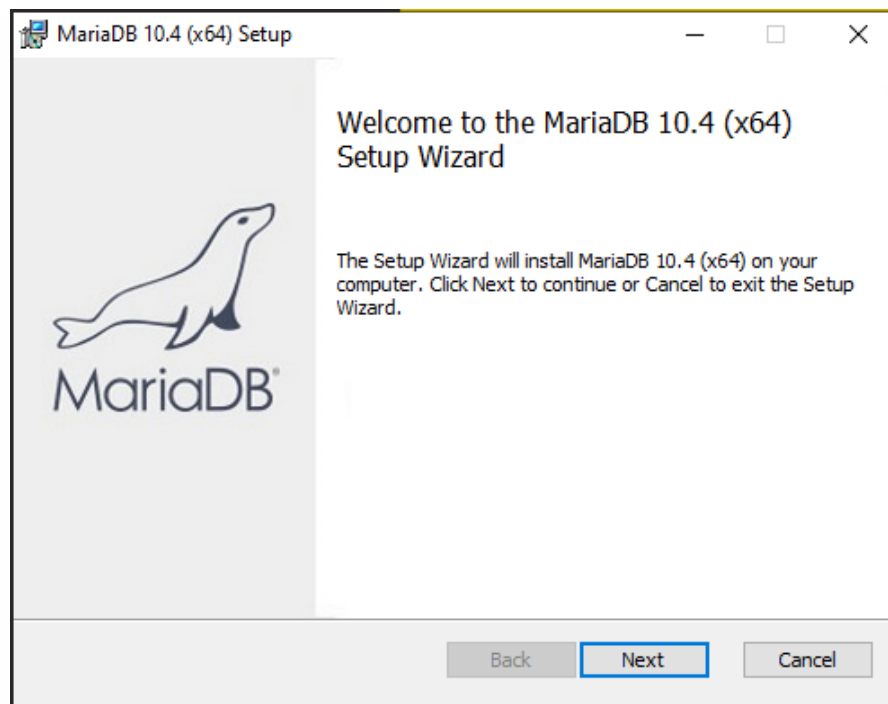 MariaDB 10.4 (x64) Setup
Welcome to the MariaDB 10.4 (x64)
Setup Wizard
The Setup Wizard will install MariaDB 10.4 (x64) on your
computer. Click Next to continue or Cancel to exit the Setup
Wizard.
MariaDB®
Back Next Cancel